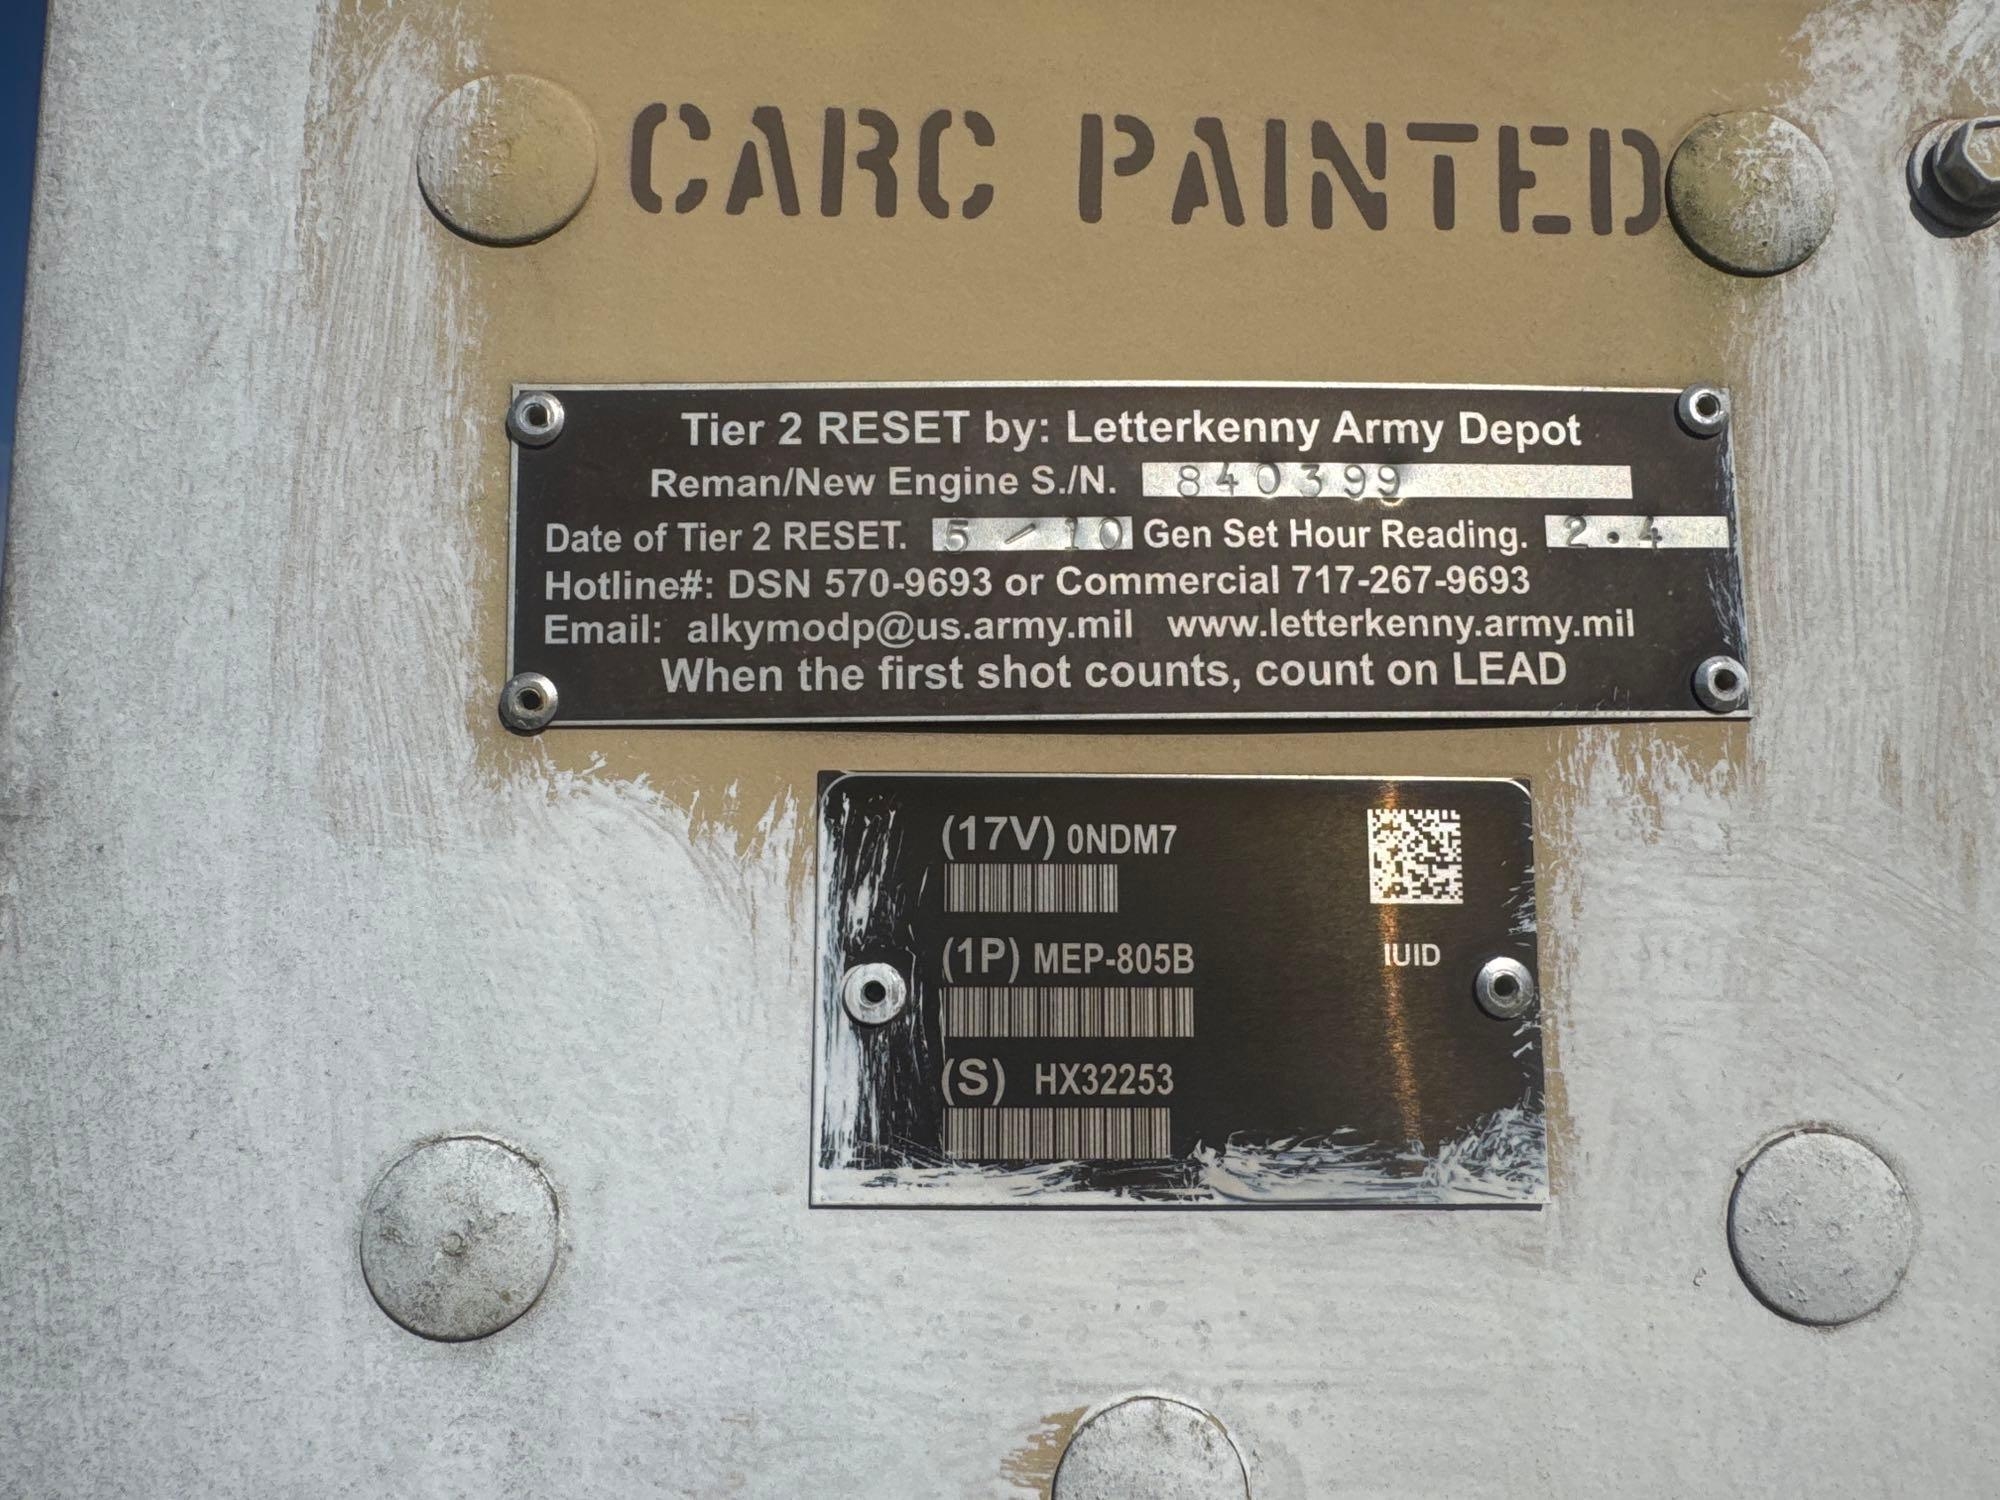 CARC PAINTED
Tier 2 RESET by: Letterkenny Army Depot
Reman/New Engine S./N. 840399
Date of Tier 2 RESET. 5 / 10 Gen Set Hour Reading. 2.4
Hotline#: DSN 570-9693 or Commercial 717-267-9693
Email: alkymodp@us.army.mil www.letterkenny.army.mil
When the first shot counts, count on LEAD
(17V) 0NDM7
(1P) MEP-805B
IUID
(S) HX32253